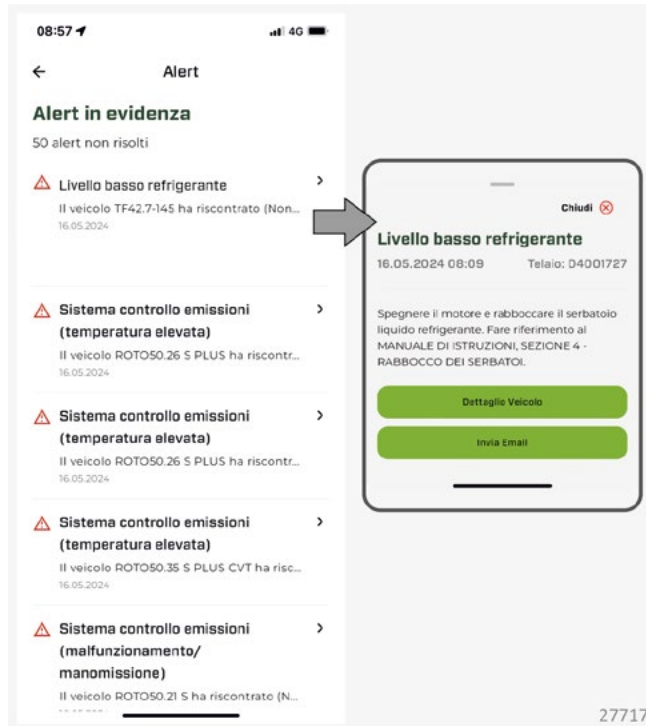 08:57
4G
Alert
Alert in evidenza
50 alert non risolti
Livello basso refrigerante
Il veicolo TF42.7-145 ha riscontrato (Non...
16.05.2024
Sistema controllo emissioni
(temperatura elevata)
Il veicolo ROTO50.26 S PLUS ha riscontr...
16.05.2024
Sistema controllo emissioni
(temperatura elevata)
Il veicolo ROTO50.26 S PLUS ha riscontr...
16.05.2024
Sistema controllo emissioni
(temperatura elevata)
Il veicolo ROTO50.35 S PLUS CVT ha risc...
16.05.2024
Sistema controllo emissioni
(malfunzionamento/
manomissione)
Il veicolo ROTO50.21 S ha riscontrato (N...
Chiudi
Livello basso refrigerante
16.05.2024 08:09 Telaio: D4001727
Spegnere il motore e rabboccare il serbatoio
liquido refrigerante. Fare riferimento al
MANUALE DI ISTRUZIONI, SEZIONE 4 -
RABBOCCO DEI SERBATOI.
Dettaglio Veicolo
Invia Email
27717